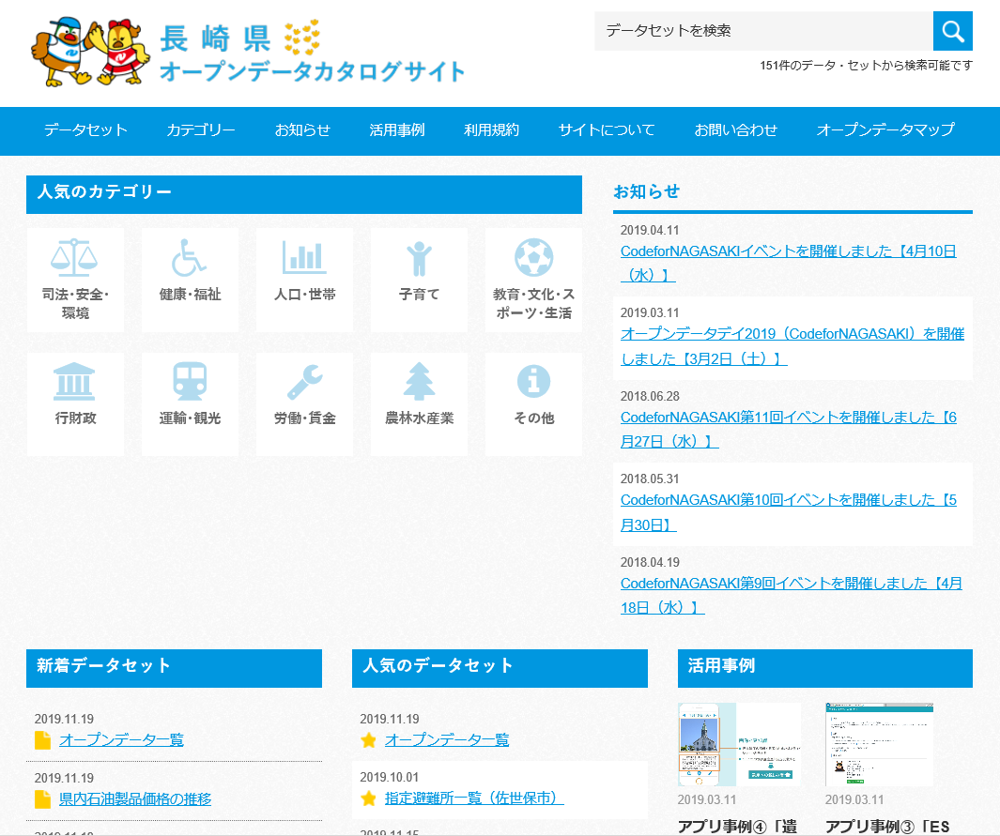 長崎県
オープンデータカタログサイト
データセットを検索
151件のデータ・セットから検索可能です
データセット
カテゴリー
お知らせ
活用事例
利用規約
サイトについて
お問い合わせ
オープンデータマップ
人気のカテゴリー
司法・安全・
環境
健康・福祉
人口・世帯
子育て
教育・文化・ス
ポーツ・生活
行財政
運輸・観光
労働・賃金
農林水産業
その他
お知らせ
2019.04.11
CodeforNAGASAKIイベントを開催しました【4月10日
（水）】
2019.03.11
オープンデータデイ2019（CodeforNAGASAKI）を開催
しました【3月2日（土）】
2018.06.28
CodeforNAGASAKI第11回イベントを開催しました【6
月27日（水）】
2018.05.31
CodeforNAGASAKI第10回イベントを開催しました【5
月30日】
2018.04.19
CodeforNAGASAKI第9回イベントを開催しました【4月
18日（水）】
新着データセット
2019.11.19
オープンデータ一覧
2019.11.19
県内石油製品価格の推移
人気のデータセット
2019.11.19
オープンデータ一覧
2019.10.01
指定避難所一覧（佐世保市）
2019.11.15
活用事例
2019.03.11
アプリ事例④「遺
2019.03.11
アプリ事例③「ES